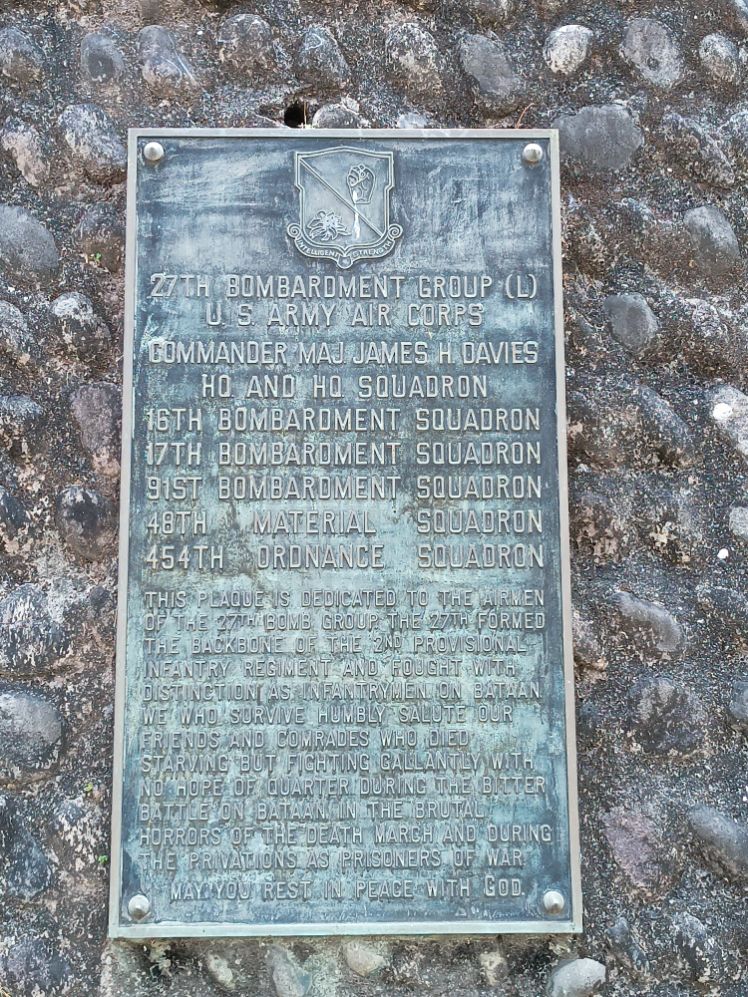 INTELLIGENT STRENGTH
27TH BOMBARDMENT GROUP (L)
U. S. ARMY AIR CORPS
COMMANDER MAJ. JAMES H. DAVIES
HQ. AND HQ. SQUADRON
16TH BOMBARDMENT SQUADRON
17TH BOMBARDMENT SQUADRON
91ST BOMBARDMENT SQUADRON
48TH MATERIAL SQUADRON
454TH ORDNANCE SQUADRON
THIS PLAQUE IS DEDICATED TO THE AIRMEN
OF THE 27TH BOMB. GROUP. THE 27TH FORMED
THE BACKBONE OF THE 2ND PROVISIONAL
INFANTRY REGIMENT AND FOUGHT WITH
DISTINCTION AS INFANTRYMEN ON BATAAN.
WE WHO SURVIVE HUMBLY SALUTE OUR
FRIENDS AND COMRADES WHO DIED
STARVING BUT FIGHTING GALLANTLY WITH
NO HOPE OF QUARTER DURING THE BITTER
BATTLE ON BATAAN IN THE BRUTAL
HORRORS OF THE DEATH MARCH AND DURING
THE PRIVATIONS AS PRISONERS OF WAR.
MAY YOU REST IN PEACE WITH GOD.